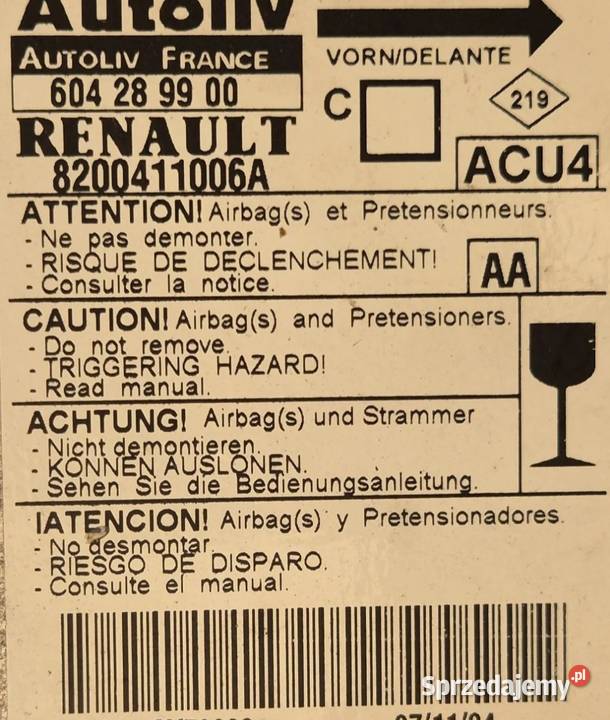 Autoliv
AUTOLIV FRANCE
VORN/DELANTE
604 28 99 00
C
219
RENAULT
8200411006A
ACU4
ATTENTION! Airbag(s) et Pretensionneurs.
- Ne pas demonter.
- RISQUE DE DECLENCHEMENT!
- Consulter la notice.
AA
CAUTION! Airbag(s) and Pretensioners.
- Do not remove.
- TRIGGERING HAZARD!
- Read manual.
ACHTUNG! Airbag(s) und Strammer
- Nicht demontieren.
- KONNEN AUSLONEN.
- Sehen Sie die Bedienungsanleitung.
!ATENCION! Airbag(s) y Pretensionadores.
- No desmontar.
- RIESGO DE DISPARO.
- Consulte el manual.
Sprzedajemy.pl